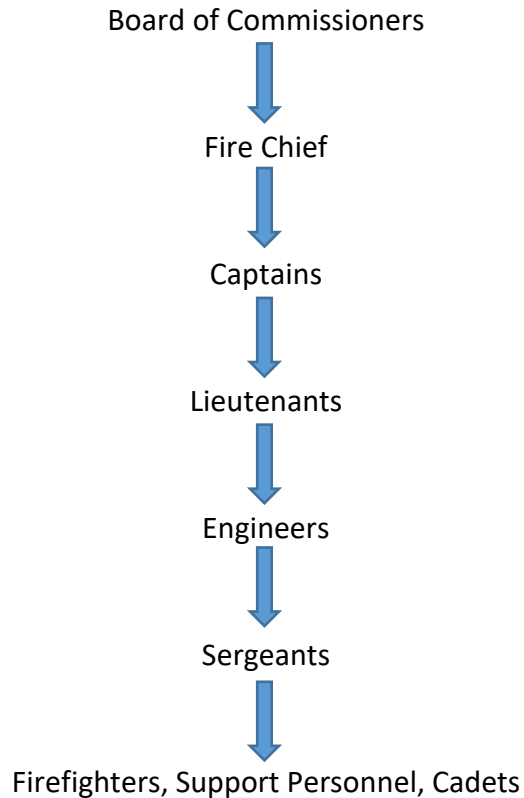 Board of Commissioners
Fire Chief
Captains
Lieutenants
Engineers
Sergeants
Firefighters, Support Personnel, Cadets